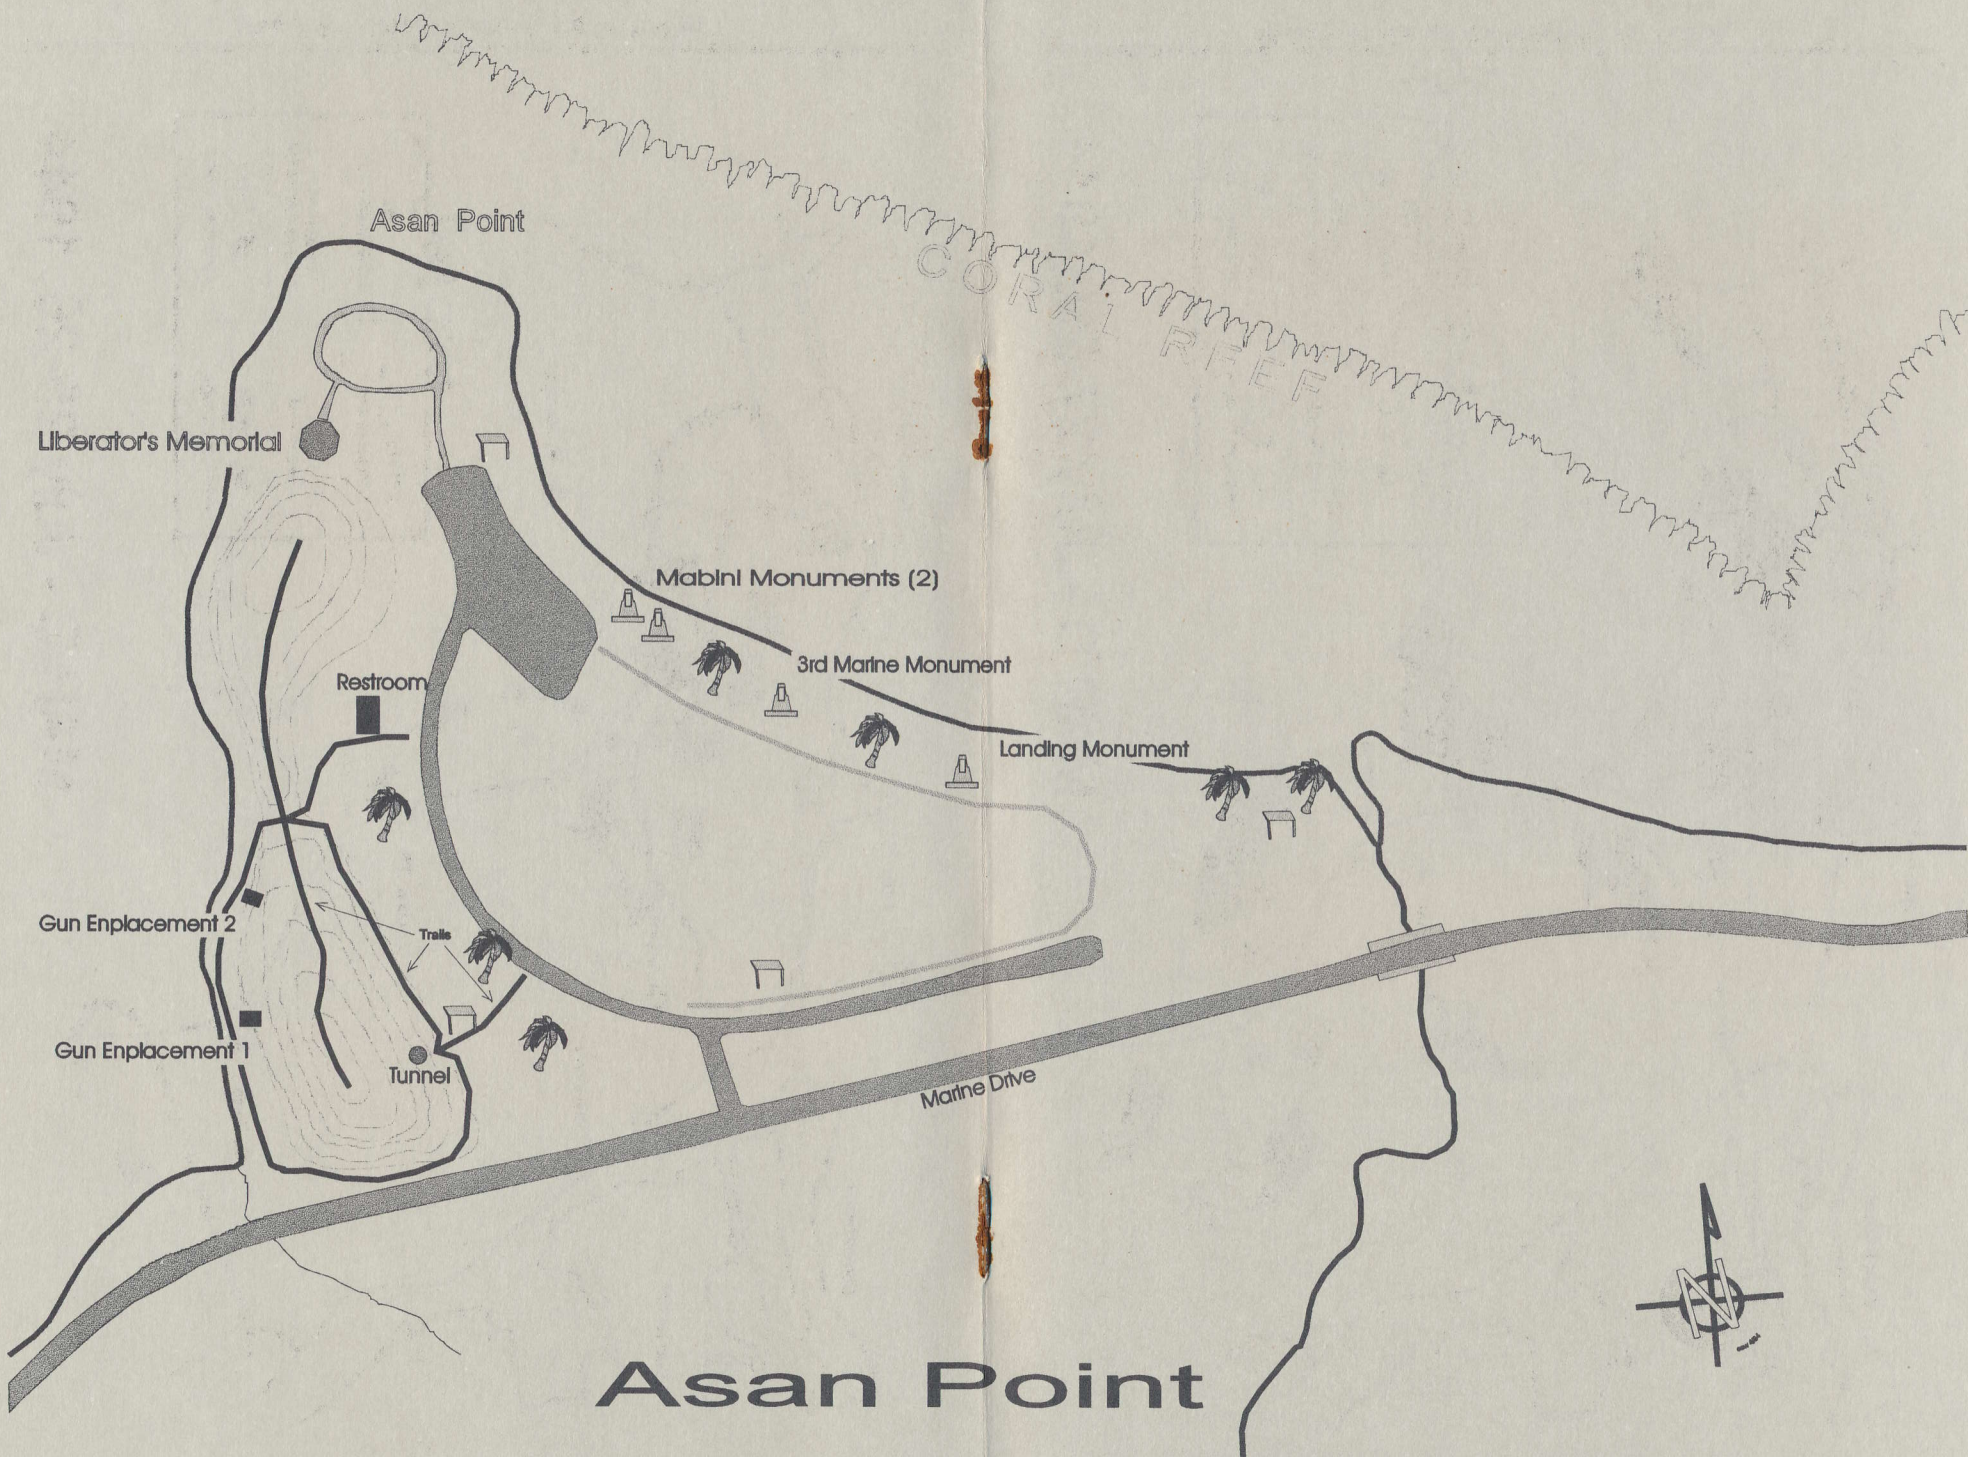 Asan Point
CORAL REEF
Liberator's Memorial
Mabini Monuments (2)
3rd Marine Monument
Restroom
Landing Monument
Gun Enplacement 2
Trails
Gun Enplacement 1
Tunnel
Marine Drive
N
Asan Point